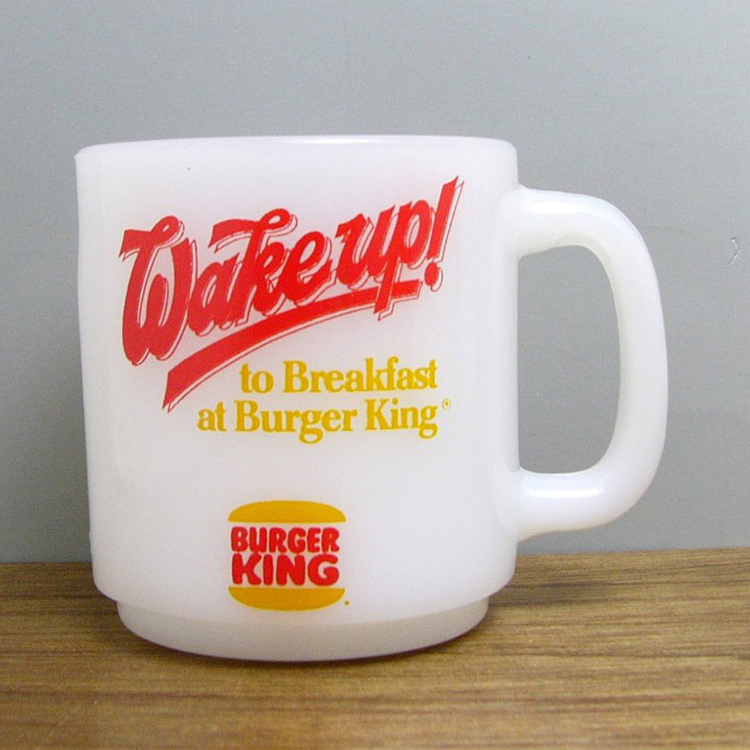 Wake up!
to Breakfast
at Burger King®
BURGER
KING